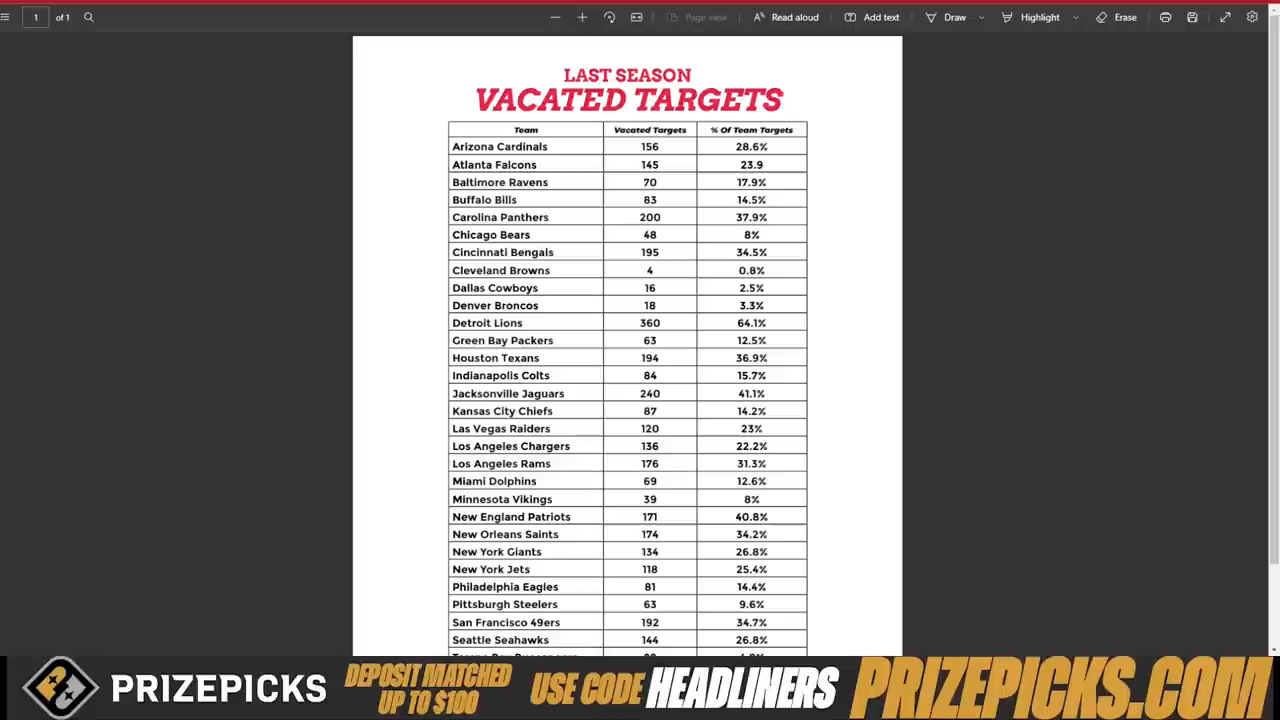 1 of 1 Page view Read aloud Add text Draw Highlight Erase
LAST SEASON
VACATED TARGETS
Team Vacated Targets % Of Team Targets
Arizona Cardinals 156 28.6%
Atlanta Falcons 145 23.9
Baltimore Ravens 70 17.9%
Buffalo Bills 83 14.5%
Carolina Panthers 200 37.9%
Chicago Bears 48 8%
Cincinnati Bengals 195 34.5%
Cleveland Browns 4 0.8%
Dallas Cowboys 16 2.5%
Denver Broncos 18 3.3%
Detroit Lions 360 64.1%
Green Bay Packers 63 12.5%
Houston Texans 194 36.9%
Indianapolis Colts 84 15.7%
Jacksonville Jaguars 240 41.1%
Kansas City Chiefs 87 14.2%
Las Vegas Raiders 120 23%
Los Angeles Chargers 136 22.2%
Los Angeles Rams 176 31.3%
Miami Dolphins 69 12.6%
Minnesota Vikings 39 8%
New England Patriots 171 40.8%
New Orleans Saints 174 34.2%
New York Giants 134 26.8%
New York Jets 118 25.4%
Philadelphia Eagles 81 14.4%
Pittsburgh Steelers 63 9.6%
San Francisco 49ers 192 34.7%
Seattle Seahawks 144 26.8%
PRIZEPICKS
DEPOSIT MATCHED
UP TO $100
USE CODE HEADLINERS
PRIZEPICKS.COM